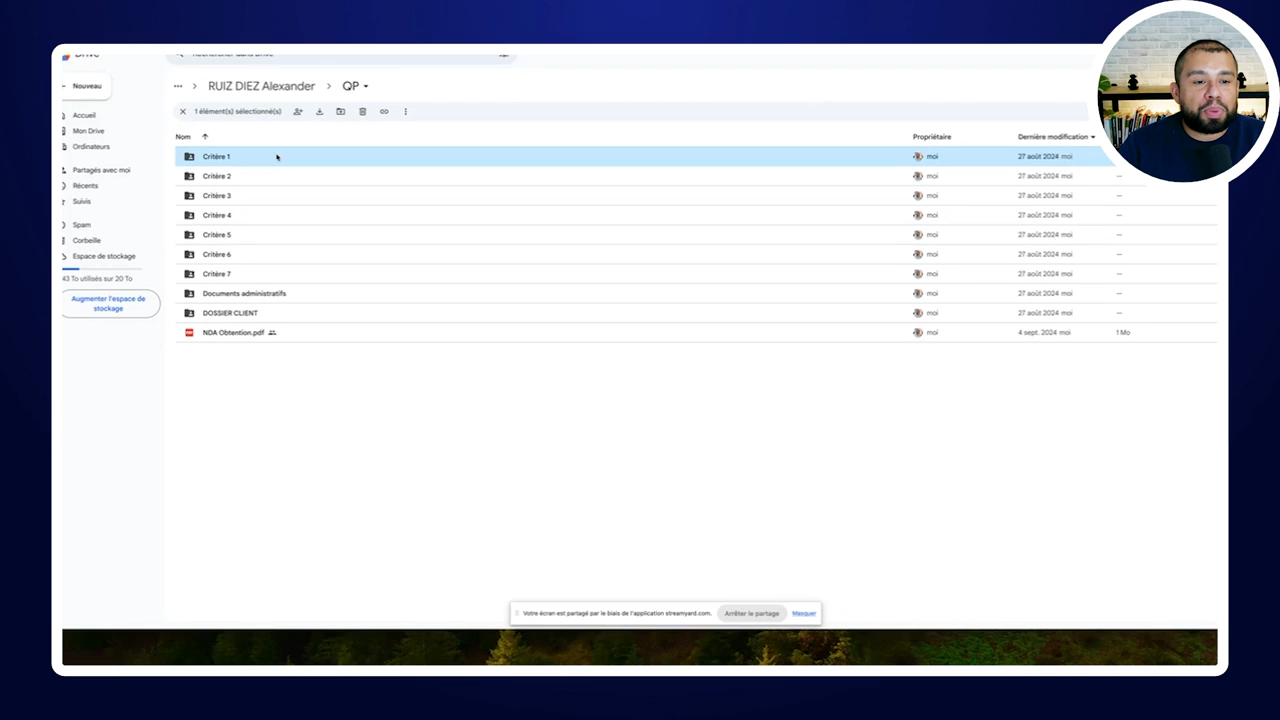 Drive
Rechercher dans Drive
Nouveau
RUIZ DIEZ Alexander
QP
1 élément(s) sélectionné(s)
Accueil
Mon Drive
Ordinateurs
Partagés avec moi
Récents
Suivis
Spam
Corbeille
Espace de stockage
43 To utilisés sur 20 To
Augmenter l'espace de
stockage
Nom Propriétaire Dernière modification
Critère 1 moi 27 août 2024 moi
Critère 2 moi 27 août 2024 moi —
Critère 3 moi 27 août 2024 moi —
Critère 4 moi 27 août 2024 moi —
Critère 5 moi 27 août 2024 moi —
Critère 6 moi 27 août 2024 moi —
Critère 7 moi 27 août 2024 moi —
Documents administratifs moi 27 août 2024 moi —
DOSSIER CLIENT moi 27 août 2024 moi —
NDA Obtention.pdf moi 4 sept. 2024 moi 1 Mo
Votre écran est partagé par le biais de l'application streamyard.com. Arrêter le partage Masquer